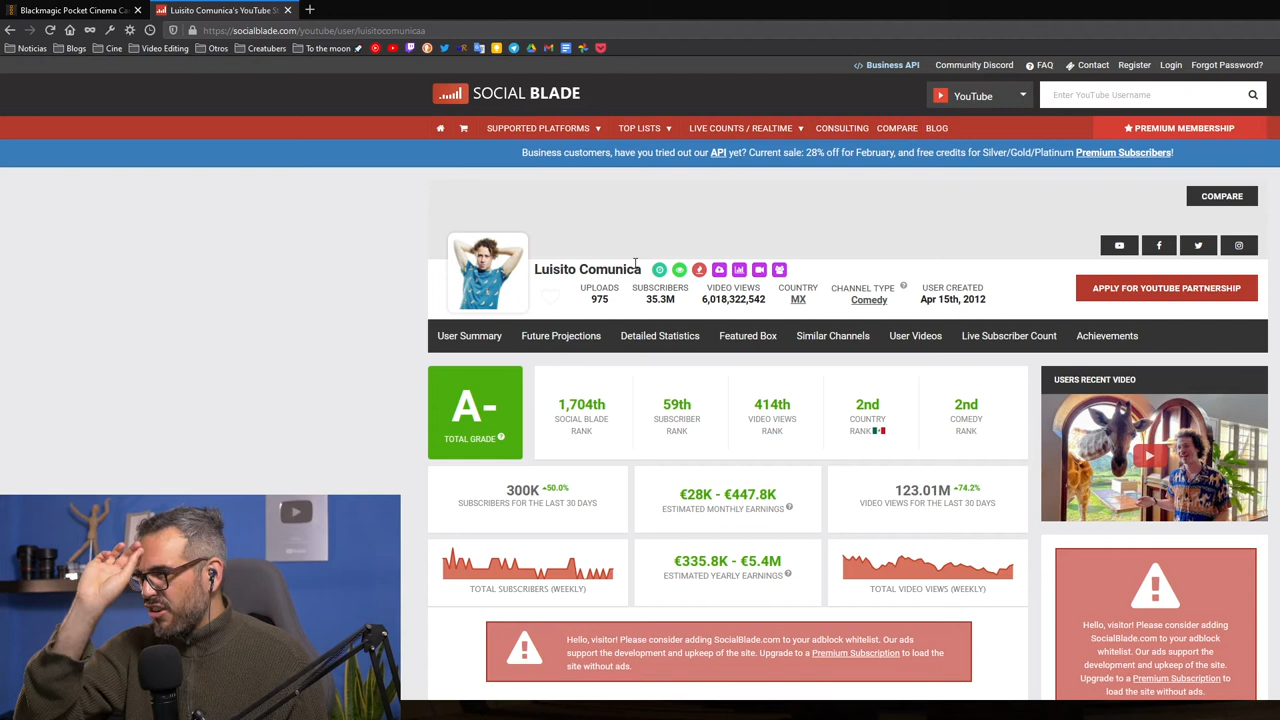 Blackmagic Pocket Cinema Ca
Luisito Comunica's YouTube S
https://socialblade.com/youtube/user/luisitocomunicaa
Noticias Blogs Cine Video Editing Otros Creatubers To the moon
Business API Community Discord FAQ Contact Register Login Forgot Password?
SOCIAL BLADE
YouTube
Enter YouTube Username
SUPPORTED PLATFORMS TOP LISTS LIVE COUNTS / REALTIME CONSULTING COMPARE BLOG
PREMIUM MEMBERSHIP
Business customers, have you tried out our API yet? Current sale: 28% off for February, and free credits for Silver/Gold/Platinum Premium Subscribers!
COMPARE
Luisito Comunica
UPLOADS SUBSCRIBERS VIDEO VIEWS COUNTRY CHANNEL TYPE USER CREATED
975 35.3M 6,018,322,542 MX Comedy Apr 15th, 2012
APPLY FOR YOUTUBE PARTNERSHIP
User Summary Future Projections Detailed Statistics Featured Box Similar Channels User Videos Live Subscriber Count Achievements
A-
TOTAL GRADE
1,704th
SOCIAL BLADE
RANK
59th
SUBSCRIBER
RANK
414th
VIDEO VIEWS
RANK
2nd
COUNTRY
RANK
2nd
COMEDY
RANK
USERS RECENT VIDEO
300K +50.0%
SUBSCRIBERS FOR THE LAST 30 DAYS
€28K - €447.8K
ESTIMATED MONTHLY EARNINGS
123.01M +74.2%
VIDEO VIEWS FOR THE LAST 30 DAYS
TOTAL SUBSCRIBERS (WEEKLY)
€335.8K - €5.4M
ESTIMATED YEARLY EARNINGS
TOTAL VIDEO VIEWS (WEEKLY)
Hello, visitor! Please consider adding SocialBlade.com to your adblock whitelist. Our ads
support the development and upkeep of the site. Upgrade to a Premium Subscription to load the
site without ads.
Hello, visitor! Please
consider adding
SocialBlade.com to your
adblock whitelist. Our ads
support the development
and upkeep of the site.
Upgrade to a Premium
Subscription to load the
site without ads.